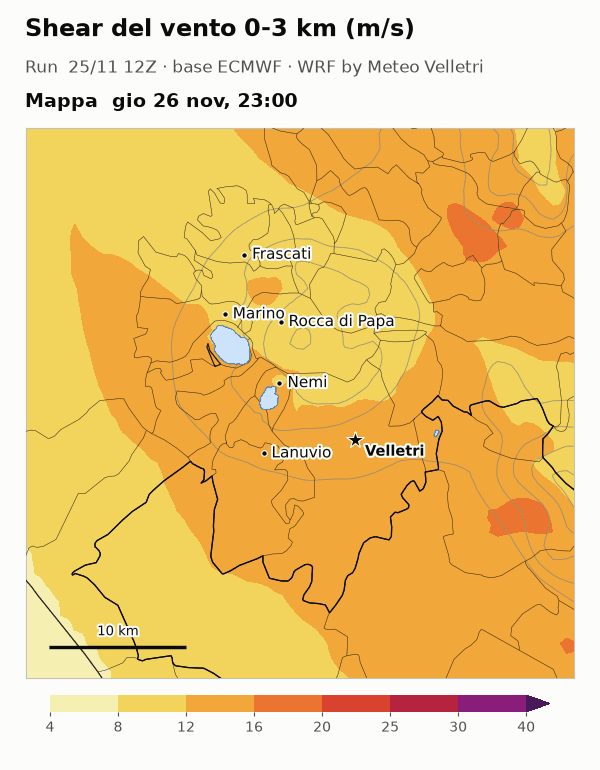 Shear del vento 0-3 km (m/s)
Run  25/11 12Z · base ECMWF · WRF by Meteo Velletri
Mappa  gio 26 nov, 23:00
Frascati
Marino
Rocca di Papa
Nemi
Velletri
Lanuvio
10 km
4 8 12 16 20 25 30 40